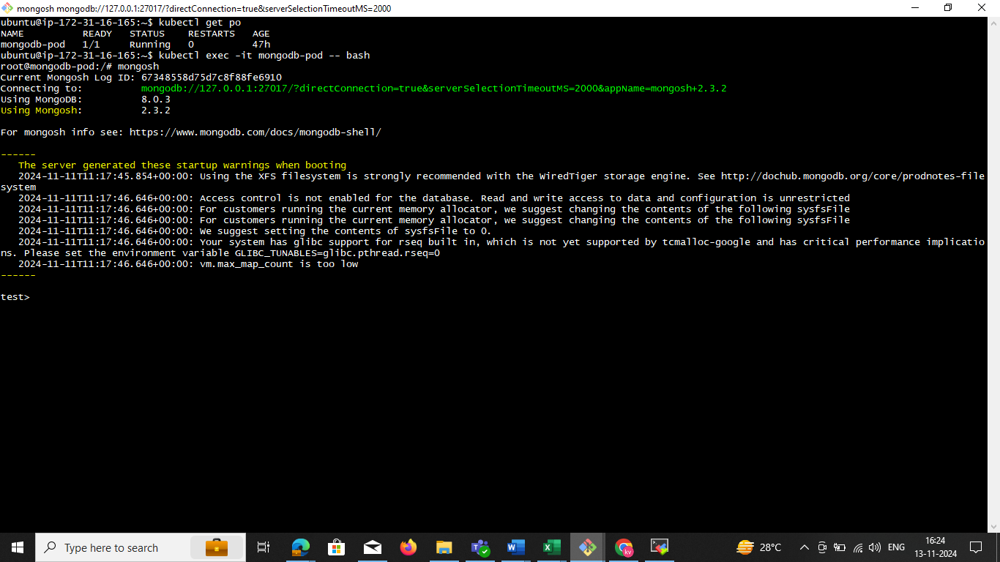 mongosh mongodb://127.0.0.1:27017/?directConnection=true&serverSelectionTimeoutMS=2000
ubuntu@ip-172-31-16-165:~$ kubectl get po
NAME          READY   STATUS    RESTARTS   AGE
mongodb-pod   1/1     Running   0          47h
ubuntu@ip-172-31-16-165:~$ kubectl exec -it mongodb-pod -- bash
root@mongodb-pod:/# mongosh
Current Mongosh Log ID: 67348558d75d7c8f88fe6910
Connecting to:          mongodb://127.0.0.1:27017/?directConnection=true&serverSelectionTimeoutMS=2000&appName=mongosh+2.3.2
Using MongoDB:          8.0.3
Using Mongosh:          2.3.2
For mongosh info see: https://www.mongodb.com/docs/mongodb-shell/
------
   The server generated these startup warnings when booting
   2024-11-11T11:17:45.854+00:00: Using the XFS filesystem is strongly recommended with the WiredTiger storage engine. See http://dochub.mongodb.org/core/prodnotes-file
system
   2024-11-11T11:17:46.646+00:00: Access control is not enabled for the database. Read and write access to data and configuration is unrestricted
   2024-11-11T11:17:46.646+00:00: For customers running the current memory allocator, we suggest changing the contents of the following sysfsFile
   2024-11-11T11:17:46.646+00:00: For customers running the current memory allocator, we suggest changing the contents of the following sysfsFile
   2024-11-11T11:17:46.646+00:00: We suggest setting the contents of sysfsFile to 0.
   2024-11-11T11:17:46.646+00:00: Your system has glibc support for rseq built in, which is not yet supported by tcmalloc-google and has critical performance implicatio
ns. Please set the environment variable GLIBC_TUNABLES=glibc.pthread.rseq=0
   2024-11-11T11:17:46.646+00:00: vm.max_map_count is too low
------
test>
Type here to search
28°C
ENG
16:24
13-11-2024